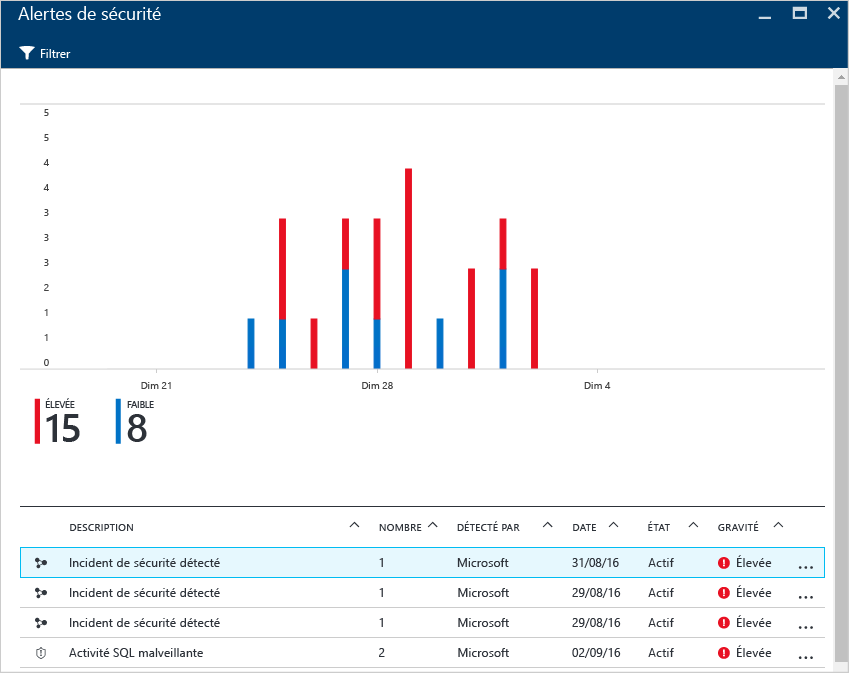 Alertes de sécurité
Filtrer
5
5
4
4
3
3
3
2
1
1
0
Dim 21 Dim 28 Dim 4
ÉLEVÉE FAIBLE
15 8
DESCRIPTION NOMBRE DÉTECTÉ PAR DATE ÉTAT GRAVITÉ
Incident de sécurité détecté 1 Microsoft 31/08/16 Actif Élevée ...
Incident de sécurité détecté 1 Microsoft 29/08/16 Actif Élevée ...
Incident de sécurité détecté 1 Microsoft 29/08/16 Actif Élevée ...
Activité SQL malveillante 2 Microsoft 02/09/16 Actif Élevée ...